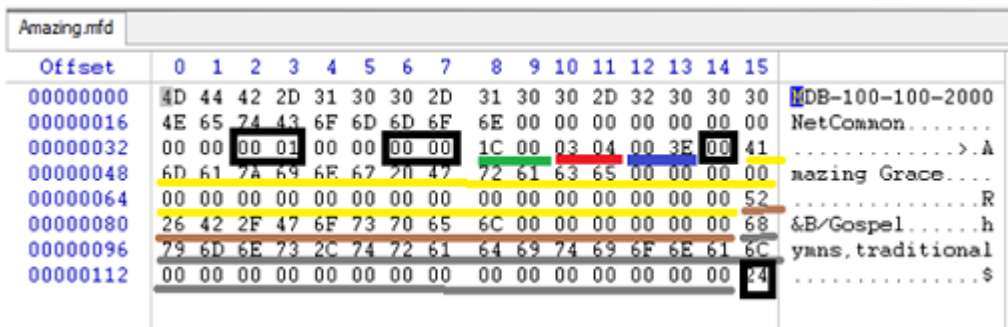 Amazing.mfd
Offset 0 1 2 3 4 5 6 7 8 9 10 11 12 13 14 15
00000000 4D 44 42 2D 31 30 30 2D 31 30 30 2D 32 30 30 30 MDB-100-100-2000
00000016 4E 65 74 43 6F 6D 6D 6F 6E 00 00 00 00 00 00 00 NetCommon.......
00000032 00 00 00 01 00 00 00 00 1C 00 03 04 00 3E 00 41 .............>.A
00000048 6D 61 7A 69 6E 67 20 47 72 61 63 65 00 00 00 00 mazing Grace....
00000064 00 00 00 00 00 00 00 00 00 00 00 00 00 00 00 52 ...............R
00000080 26 42 2F 47 6F 73 70 65 6C 00 00 00 00 00 00 68 &B/Gospel......h
00000096 79 6D 6E 73 2C 74 72 61 64 69 74 69 6F 6E 61 6C ymns,traditional
00000112 00 00 00 00 00 00 00 00 00 00 00 00 00 00 00 24 ...............$